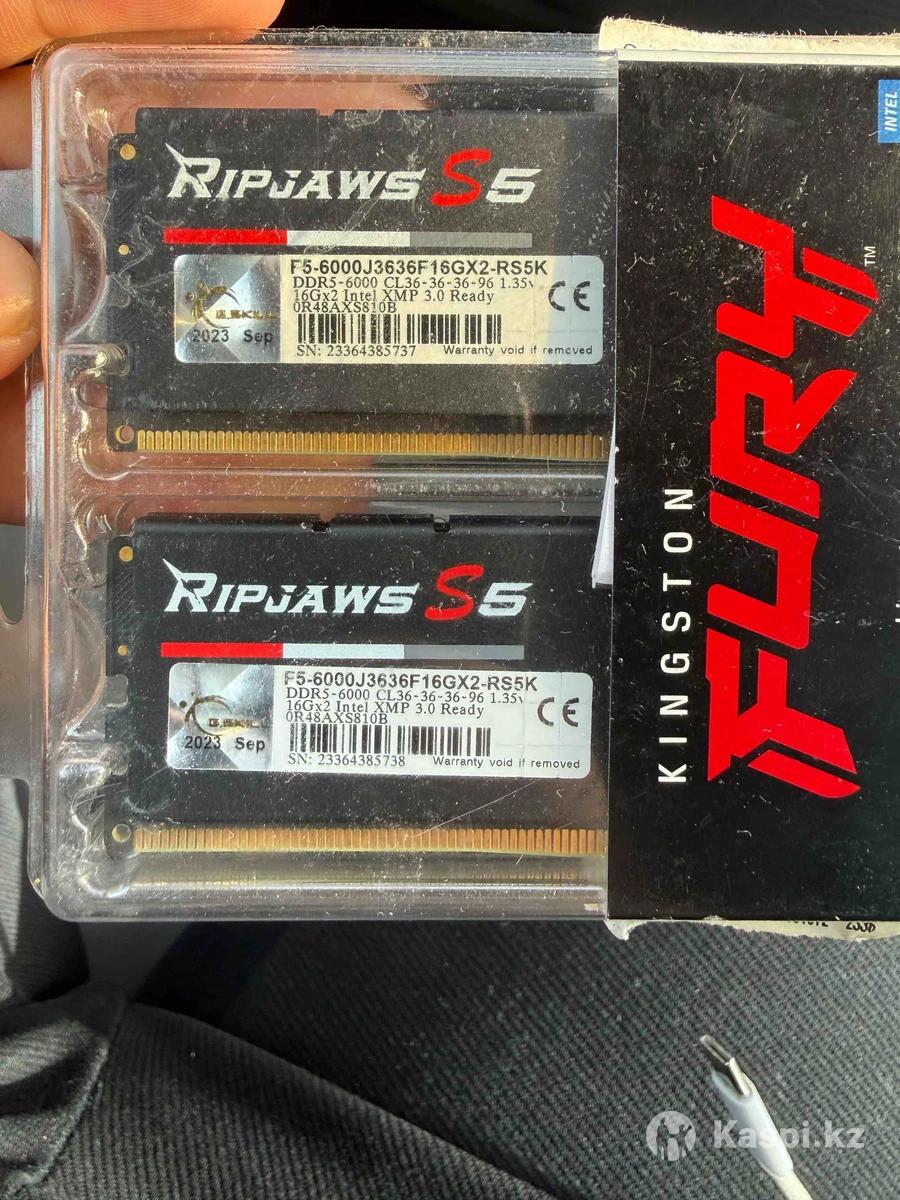 RIPJAWS S5
F5-6000J3636F16GX2-RS5K
DDR5-6000 CL36-36-36-96 1.35v
16Gx2 Intel XMP 3.0 Ready
0R48AXS810B
G.SKILL
2023 Sep
CE
SN: 23364385737 Warranty void if removed
RIPJAWS S5
F5-6000J3636F16GX2-RS5K
DDR5-6000 CL36-36-36-96 1.35v
16Gx2 Intel XMP 3.0 Ready
0R48AXS810B
G.SKILL
2023 Sep
CE
SN: 23364385738 Warranty void if removed
INTEL
KINGSTON
FURY™
Kaspi.kz